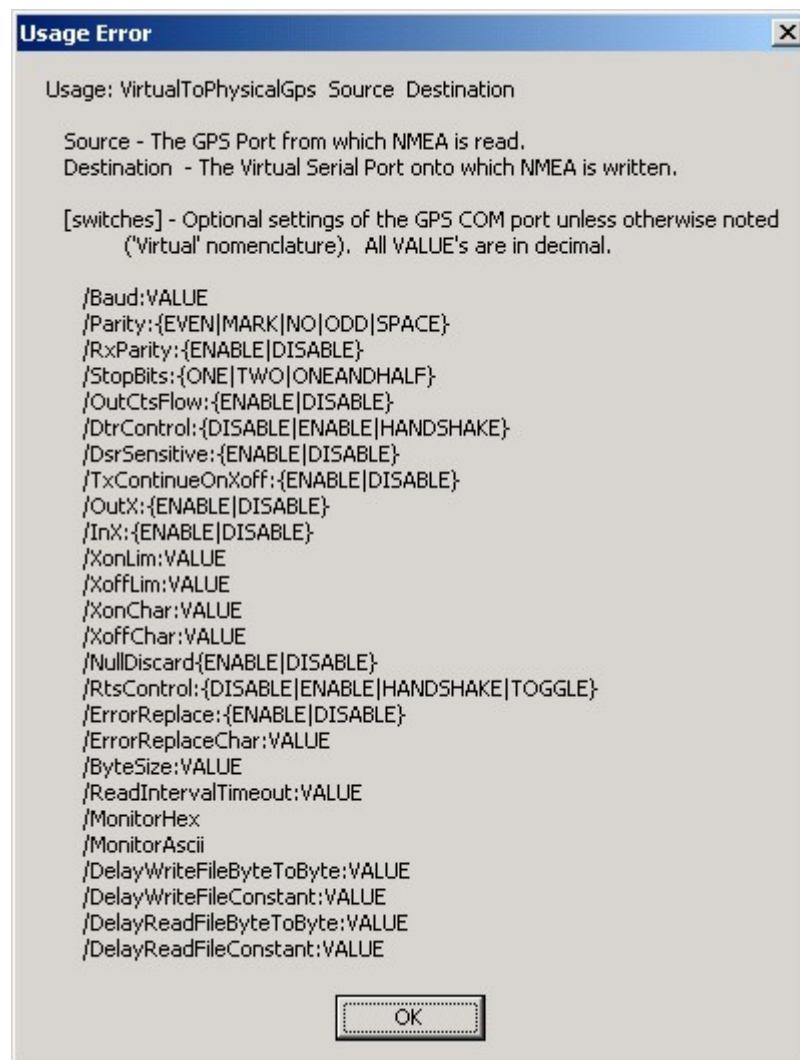 Usage Error
Usage: VirtualToPhysicalGps Source Destination
Source - The GPS Port from which NMEA is read.
Destination - The Virtual Serial Port onto which NMEA is written.
[switches] - Optional settings of the GPS COM port unless otherwise noted
('Virtual' nomenclature). All VALUE's are in decimal.
/Baud:VALUE
/Parity:{EVEN|MARK|NO|ODD|SPACE}
/RxParity:{ENABLE|DISABLE}
/StopBits:{ONE|TWO|ONEANDHALF}
/OutCtsFlow:{ENABLE|DISABLE}
/DtrControl:{DISABLE|ENABLE|HANDSHAKE}
/DsrSensitive:{ENABLE|DISABLE}
/TxContinueOnXoff:{ENABLE|DISABLE}
/OutX:{ENABLE|DISABLE}
/InX:{ENABLE|DISABLE}
/XonLim:VALUE
/XoffLim:VALUE
/XonChar:VALUE
/XoffChar:VALUE
/NullDiscard{ENABLE|DISABLE}
/RtsControl:{DISABLE|ENABLE|HANDSHAKE|TOGGLE}
/ErrorReplace:{ENABLE|DISABLE}
/ErrorReplaceChar:VALUE
/ByteSize:VALUE
/ReadIntervalTimeout:VALUE
/MonitorHex
/MonitorAscii
/DelayWriteFileByteToByte:VALUE
/DelayWriteFileConstant:VALUE
/DelayReadFileByteToByte:VALUE
/DelayReadFileConstant:VALUE
OK